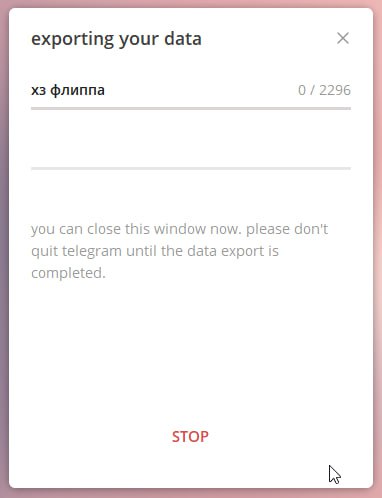 exporting your data
хз флиппа 0 / 2296
you can close this window now. please don't
quit telegram until the data export is
completed.
STOP